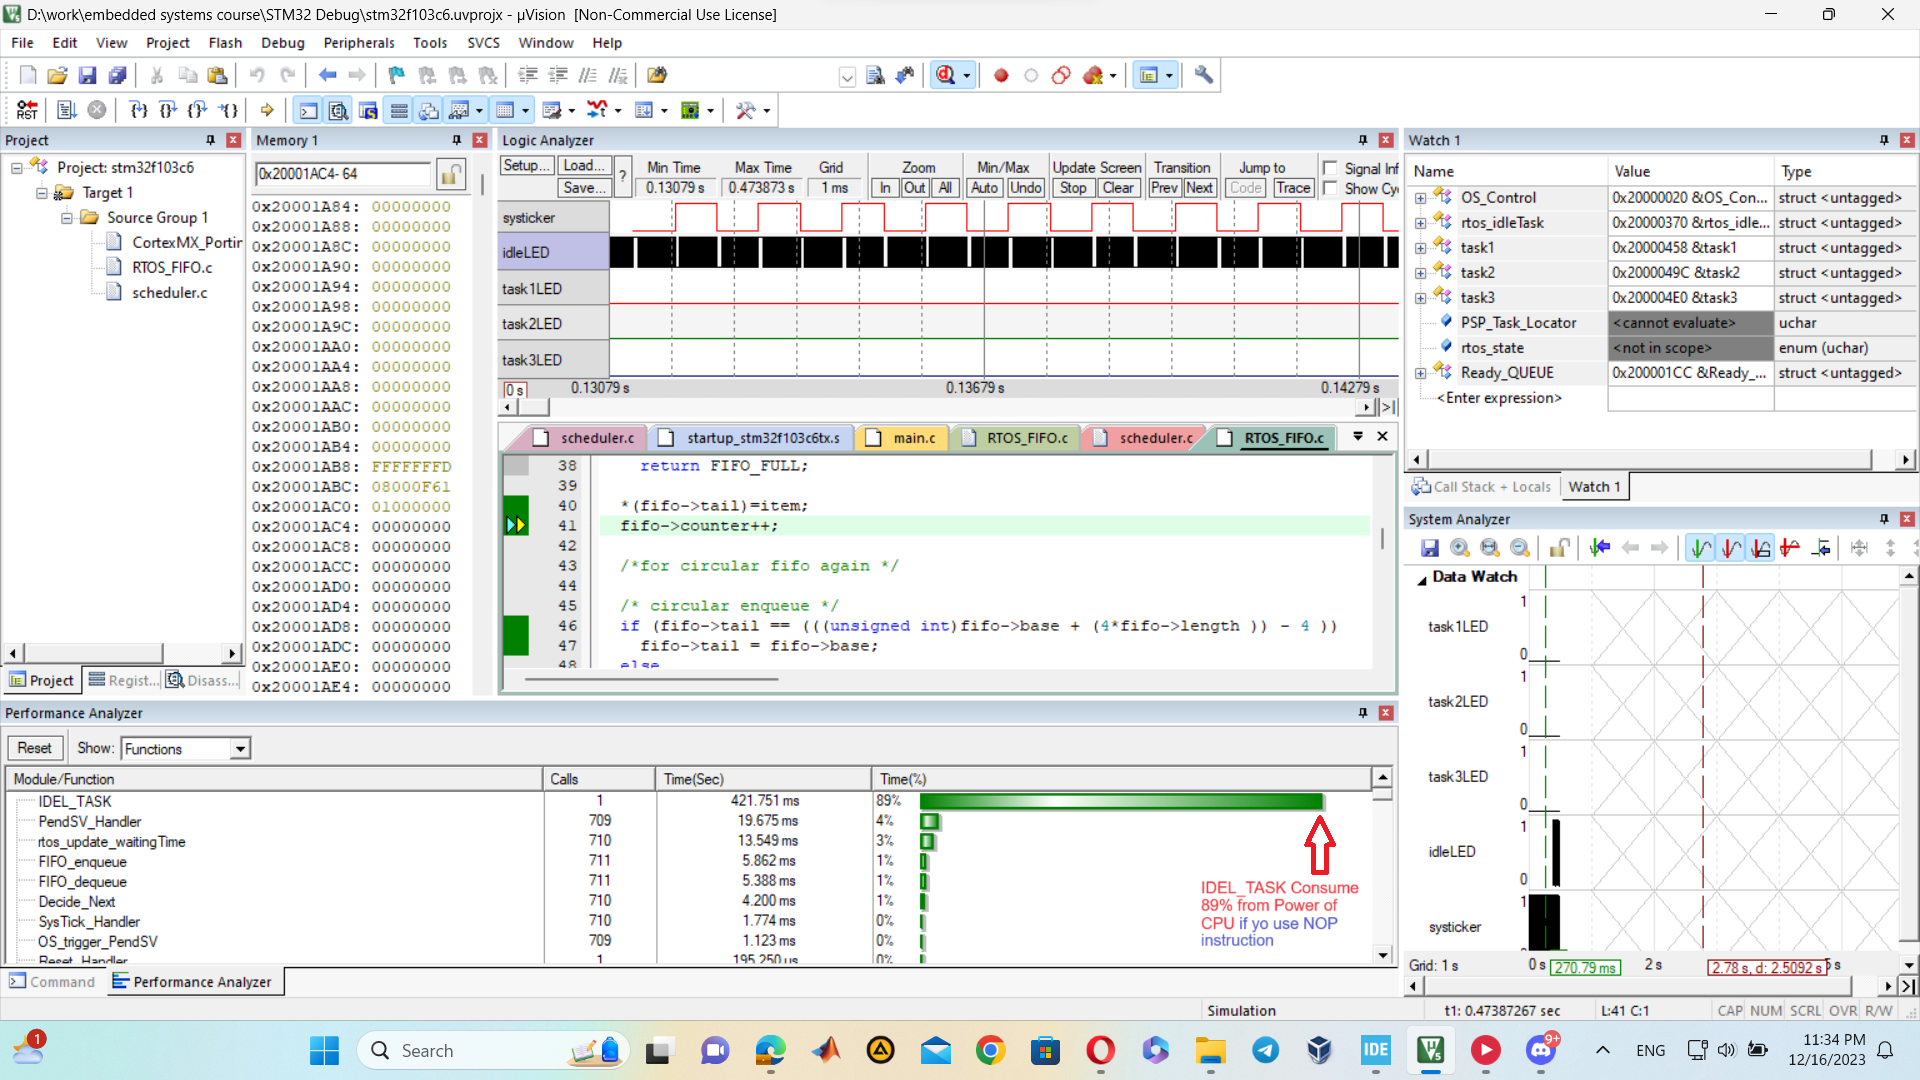 D:\work\embedded systems course\STM32 Debug\stm32f103c6.uvprojx - µVision [Non-Commercial Use License]
File Edit View Project Flash Debug Peripherals Tools SVCS Window Help
Project
Project: stm32f103c6
Target 1
Source Group 1
CortexMX_Portin
RTOS_FIFO.c
scheduler.c
Project Regist... Disass...
Memory 1
0x20001AC4- 64
0x20001A84: 00000000
0x20001A88: 00000000
0x20001A8C: 00000000
0x20001A90: 00000000
0x20001A94: 00000000
0x20001A98: 00000000
0x20001A9C: 00000000
0x20001AA0: 00000000
0x20001AA4: 00000000
0x20001AA8: 00000000
0x20001AAC: 00000000
0x20001AB0: 00000000
0x20001AB4: 00000000
0x20001AB8: FFFFFFFD
0x20001ABC: 08000F61
0x20001AC0: 01000000
0x20001AC4: 00000000
0x20001AC8: 00000000
0x20001ACC: 00000000
0x20001AD0: 00000000
0x20001AD4: 00000000
0x20001AD8: 00000000
0x20001ADC: 00000000
0x20001AE0: 00000000
0x20001AE4: 00000000
Logic Analyzer
Setup... Load... Min Time Max Time Grid Zoom Min/Max Update Screen Transition Jump to Signal Inf
Save... ? 0.13079 s 0.473873 s 1 ms In Out All Auto Undo Stop Clear Prev Next Code Trace Show Cy
systicker
idleLED
task1LED
task2LED
task3LED
0 s 0.13079 s 0.13679 s 0.14279 s
scheduler.c startup_stm32f103c6tx.s main.c RTOS_FIFO.c scheduler.c RTOS_FIFO.c
38 return FIFO_FULL;
39
40 *(fifo->tail)=item;
41 fifo->counter++;
42
43 /*for circular fifo again */
44
45 /* circular enqueue */
46 if (fifo->tail == (((unsigned int)fifo->base + (4*fifo->length )) - 4 ))
47 fifo->tail = fifo->base;
48 else
Watch 1
Name Value Type
OS_Control 0x20000020 &OS_Con... struct <untagged>
rtos_idleTask 0x20000370 &rtos_idle... struct <untagged>
task1 0x20000458 &task1 struct <untagged>
task2 0x2000049C &task2 struct <untagged>
task3 0x200004E0 &task3 struct <untagged>
PSP_Task_Locator <cannot evaluate> uchar
rtos_state <not in scope> enum (uchar)
Ready_QUEUE 0x200001CC &Ready_... struct <untagged>
<Enter expression>
Call Stack + Locals Watch 1
System Analyzer
Data Watch
1
task1LED
0
1
task2LED
0
1
task3LED
0
1
idleLED
0
1
systicker
Grid: 1 s 0 s 270.79 ms 2 s 2.78 s, d: 2.5092 s 5 s
Performance Analyzer
Reset Show: Functions
Module/Function Calls Time(Sec) Time(%)
IDEL_TASK 1 421.751 ms 89%
PendSV_Handler 709 19.675 ms 4%
rtos_update_waitingTime 710 13.549 ms 3%
FIFO_enqueue 711 5.862 ms 1%
FIFO_dequeue 711 5.388 ms 1%
Decide_Next 710 4.200 ms 1%
SysTick_Handler 710 1.774 ms 0%
OS_trigger_PendSV 709 1.123 ms 0%
Reset_Handler 1 195.250 us 0%
IDEL_TASK Consume
89% from Power of
CPU if yo use NOP
instruction
Command Performance Analyzer
Simulation t1: 0.47387267 sec L:41 C:1 CAP NUM SCRL OVR R/W
1 Search IDE 9+ ENG 11:34 PM
12/16/2023